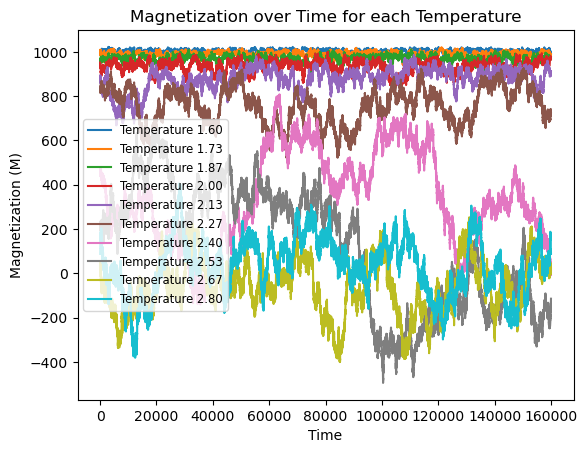 Magnetization over Time for each Temperature
Magnetization (M)
1000
800
600
400
200
0
−200
−400
Temperature 1.60
Temperature 1.73
Temperature 1.87
Temperature 2.00
Temperature 2.13
Temperature 2.27
Temperature 2.40
Temperature 2.53
Temperature 2.67
Temperature 2.80
0 20000 40000 60000 80000 100000 120000 140000 160000
Time